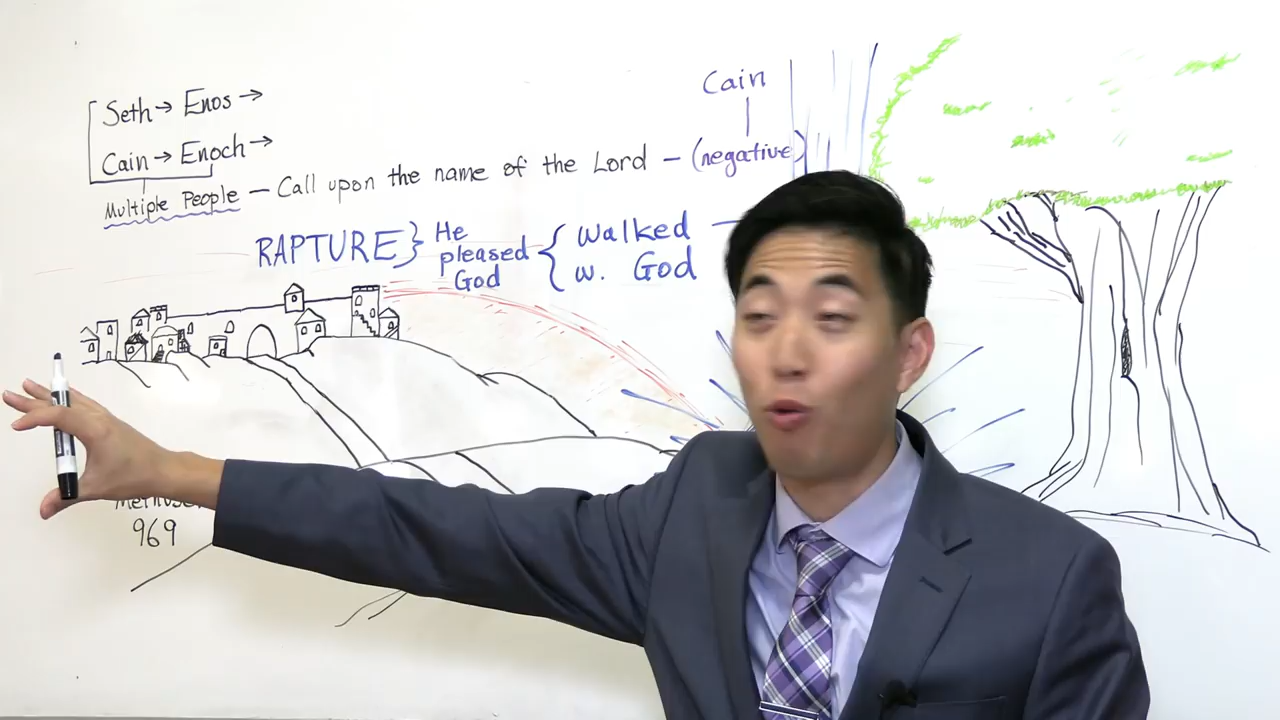 Seth → Enos →
Cain → Enoch →
Multiple People – Call upon the name of the Lord – (negative)
Cain
RAPTURE } He pleased God { Walked w. God –
969